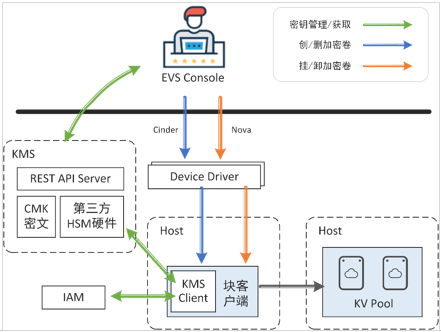 密钥管理/获取
创/删加密卷
挂/卸加密卷
EVS Console
Cinder
Nova
KMS
REST API Server
CMK
密文
第三方
HSM硬件
Device Driver
Host
Host
KMS
Client
块客
户端
KV Pool
IAM